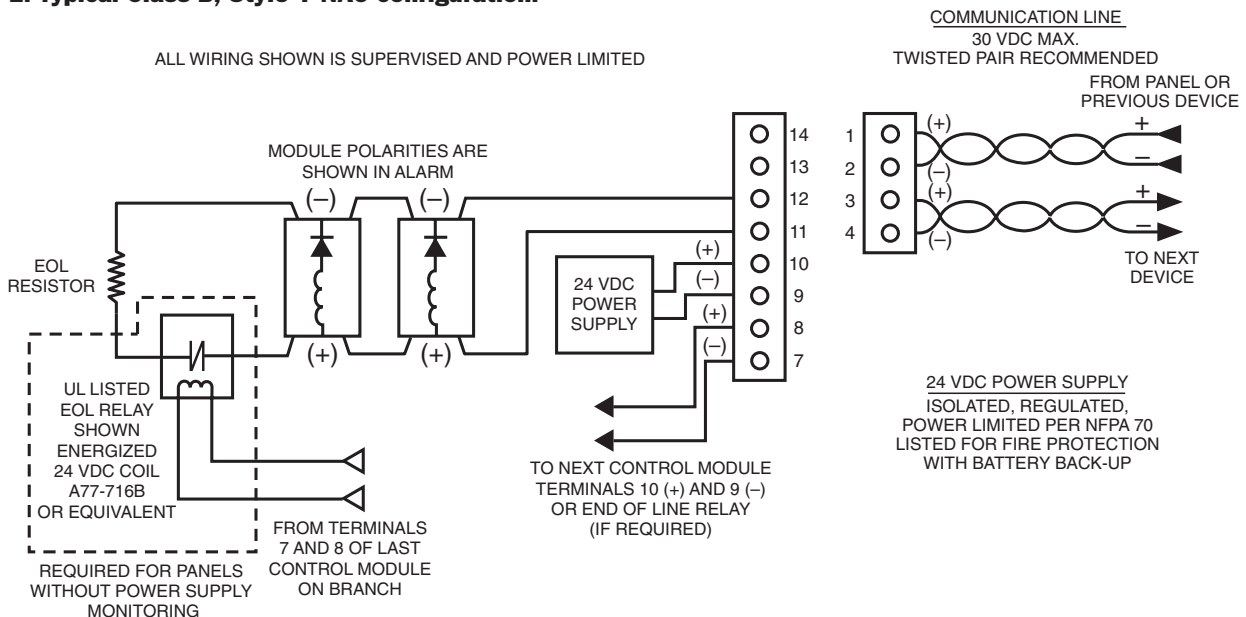 2. Typical Class B, Style Y NAC configuration:
ALL WIRING SHOWN IS SUPERVISED AND POWER LIMITED
COMMUNICATION LINE
30 VDC MAX.
TWISTED PAIR RECOMMENDED
FROM PANEL OR
PREVIOUS DEVICE
MODULE POLARITIES ARE
SHOWN IN ALARM
(–) (–)
(+) (+)
EOL
RESISTOR
24 VDC
POWER
SUPPLY
(+)
(–)
(+)
(–)
14
13
12
11
10
9
8
7
1
2
3
4
(+)
(–)
(+)
(–)
+
–
+
–
TO NEXT
DEVICE
UL LISTED
EOL RELAY
SHOWN
ENERGIZED
24 VDC COIL
A77-716B
OR EQUIVALENT
REQUIRED FOR PANELS
WITHOUT POWER SUPPLY
MONITORING
FROM TERMINALS
7 AND 8 OF LAST
CONTROL MODULE
ON BRANCH
TO NEXT CONTROL MODULE
TERMINALS 10 (+) AND 9 (–)
OR END OF LINE RELAY
(IF REQUIRED)
24 VDC POWER SUPPLY
ISOLATED, REGULATED,
POWER LIMITED PER NFPA 70
LISTED FOR FIRE PROTECTION
WITH BATTERY BACK-UP